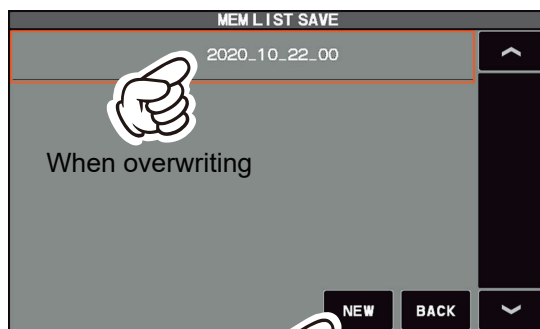 MEM LIST SAVE
2020_10_22_00
When overwriting
NEW BACK